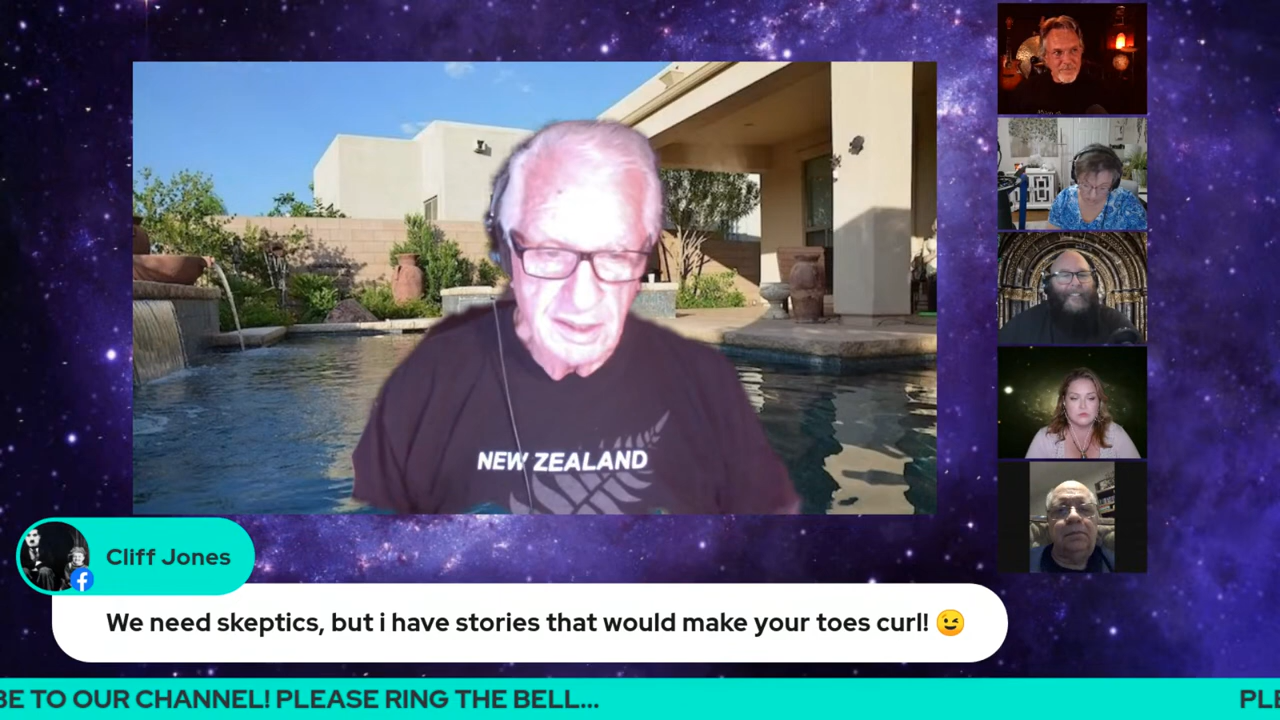 NEW ZEALAND
Cliff Jones
We need skeptics, but i have stories that would make your toes curl! 😉
BE TO OUR CHANNEL! PLEASE RING THE BELL... PLE